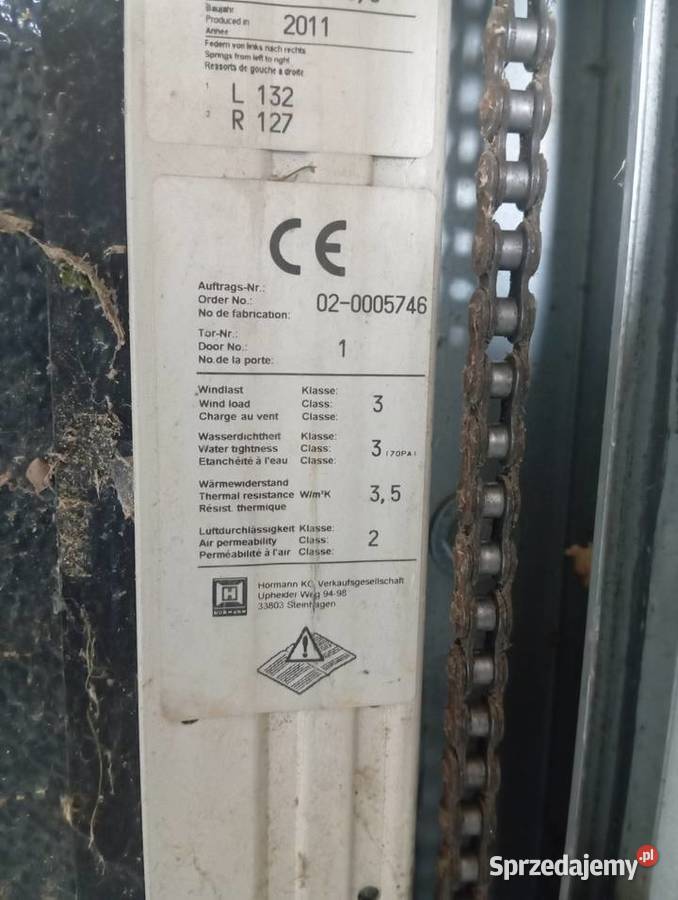 Baujahr
Produced in 2011
Annee
Federn von links nach rechts
Springs from left to right
Ressorts de gouche a droite
1 L 132
2 R 127
CE
Auftrags-Nr.:
Order No.: 02-0005746
No de fabrication:
Tor-Nr.:
Door No.: 1
No.de la porte:
Windlast Klasse:
Wind load Class: 3
Charge au vent Classe:
Wasserdichtheit Klasse:
Water tightness Class: 3 (70PA)
Etanchéité à l'eau Classe:
Wärmewiderstand
Thermal resistance W/m²K 3,5
Résist. thermique
Luftdurchlässigkeit Klasse:
Air permeability Class: 2
Perméabilité à l'air Classe:
Hormann KG Verkaufsgesellschaft
Upheider Weg 94-98
33803 Steinhagen
H
HÖRMANN
Sprzedajemy.pl